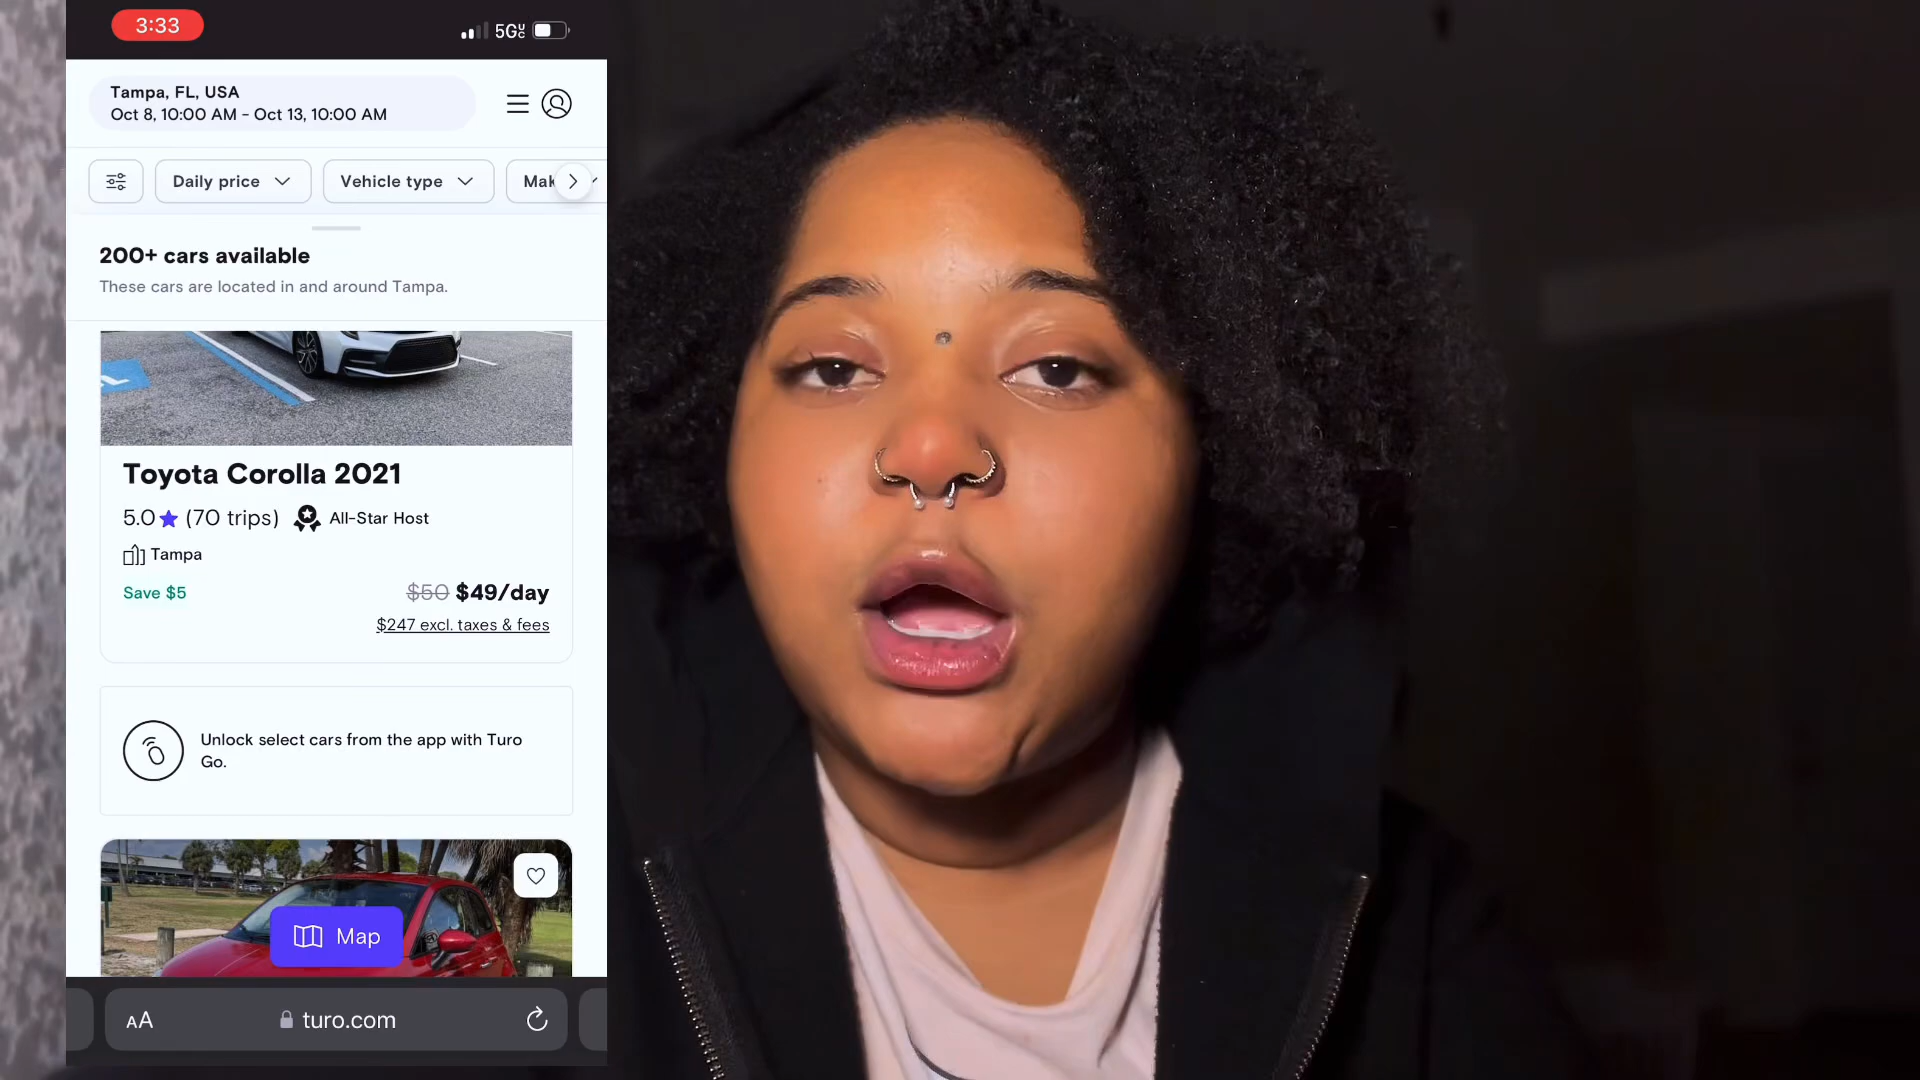 3:33
5GUC
Tampa, FL, USA
Oct 8, 10:00 AM - Oct 13, 10:00 AM
Daily price
Vehicle type
Mak
200+ cars available
These cars are located in and around Tampa.
Toyota Corolla 2021
5.0★ (70 trips) All-Star Host
Tampa
Save $5 $50 $49/day
$247 excl. taxes & fees
Unlock select cars from the app with Turo
Go.
Map
AA turo.com